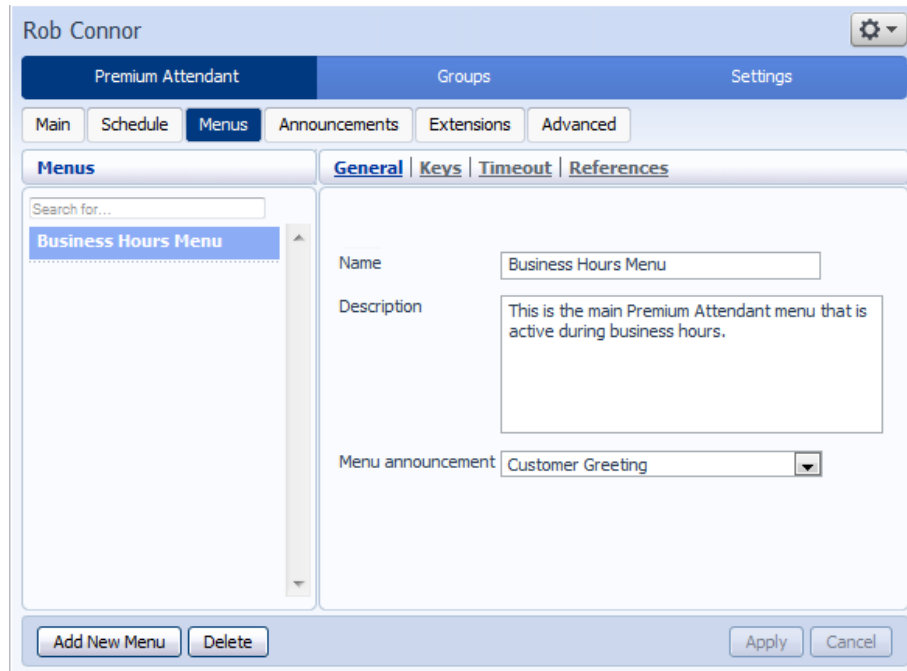 Rob Connor
Premium Attendant Groups Settings
Main Schedule Menus Announcements Extensions Advanced
Menus
General | Keys | Timeout | References
Search for...
Business Hours Menu
Name Business Hours Menu
Description This is the main Premium Attendant menu that is
active during business hours.
Menu announcement Customer Greeting
Add New Menu Delete Apply Cancel